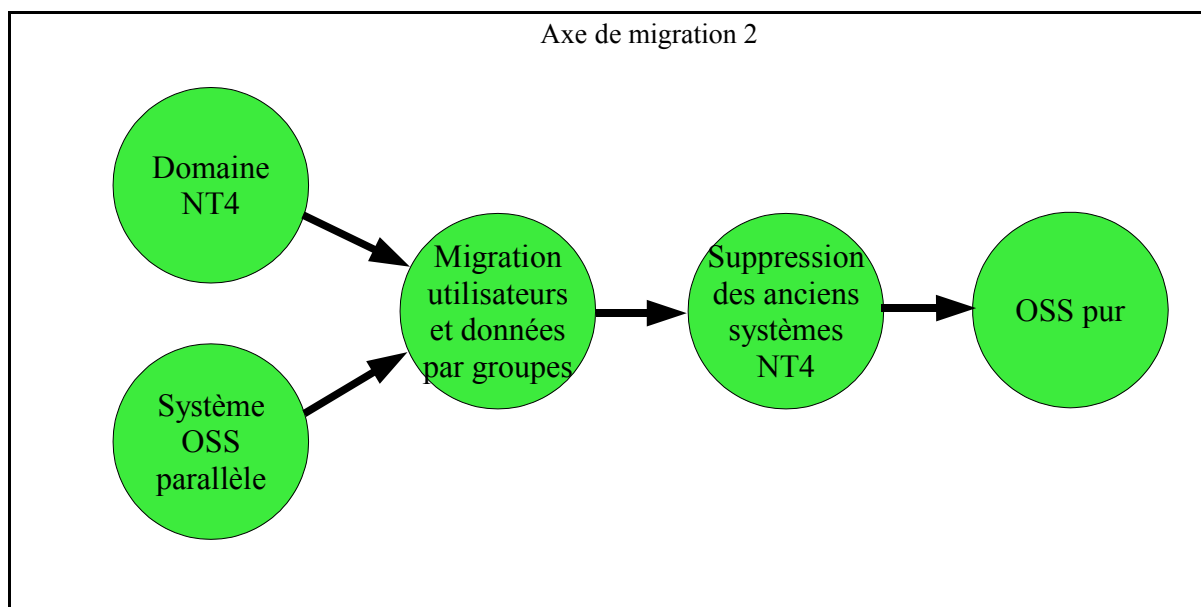 Axe de migration 2
Domaine
NT4
Système
OSS
parallèle
Migration
utilisateurs
et données
par groupes
Suppression
des anciens
systèmes
NT4
OSS pur